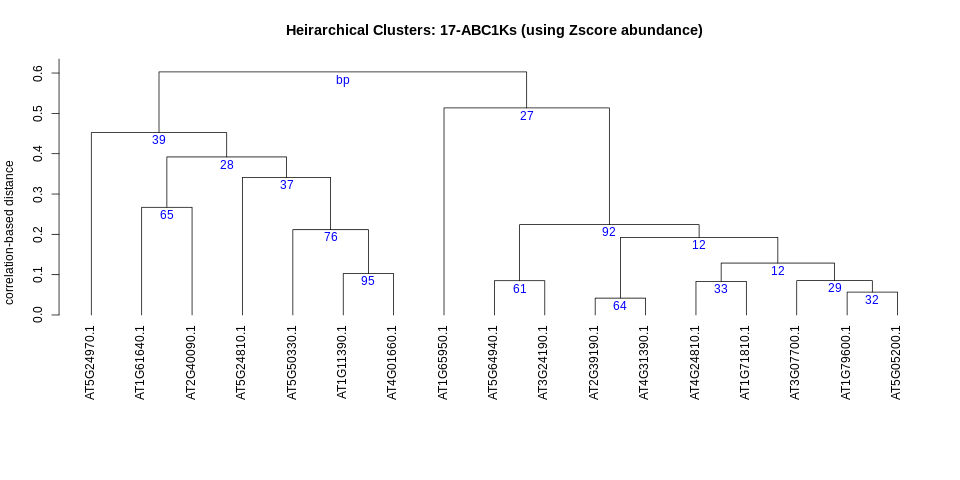 Heirarchical Clusters: 17-ABC1Ks (using Zscore abundance)
correlation-based distance
0.6
0.5
0.4
0.3
0.2
0.1
0.0
bp
27
39
28
37
65
76
95
92
12
12
61
64
33
29
32
AT5G24970.1
AT1G61640.1
AT2G40090.1
AT5G24810.1
AT5G50330.1
AT1G11390.1
AT4G01660.1
AT1G65950.1
AT5G64940.1
AT3G24190.1
AT2G39190.1
AT4G31390.1
AT4G24810.1
AT1G71810.1
AT3G07700.1
AT1G79600.1
AT5G05200.1